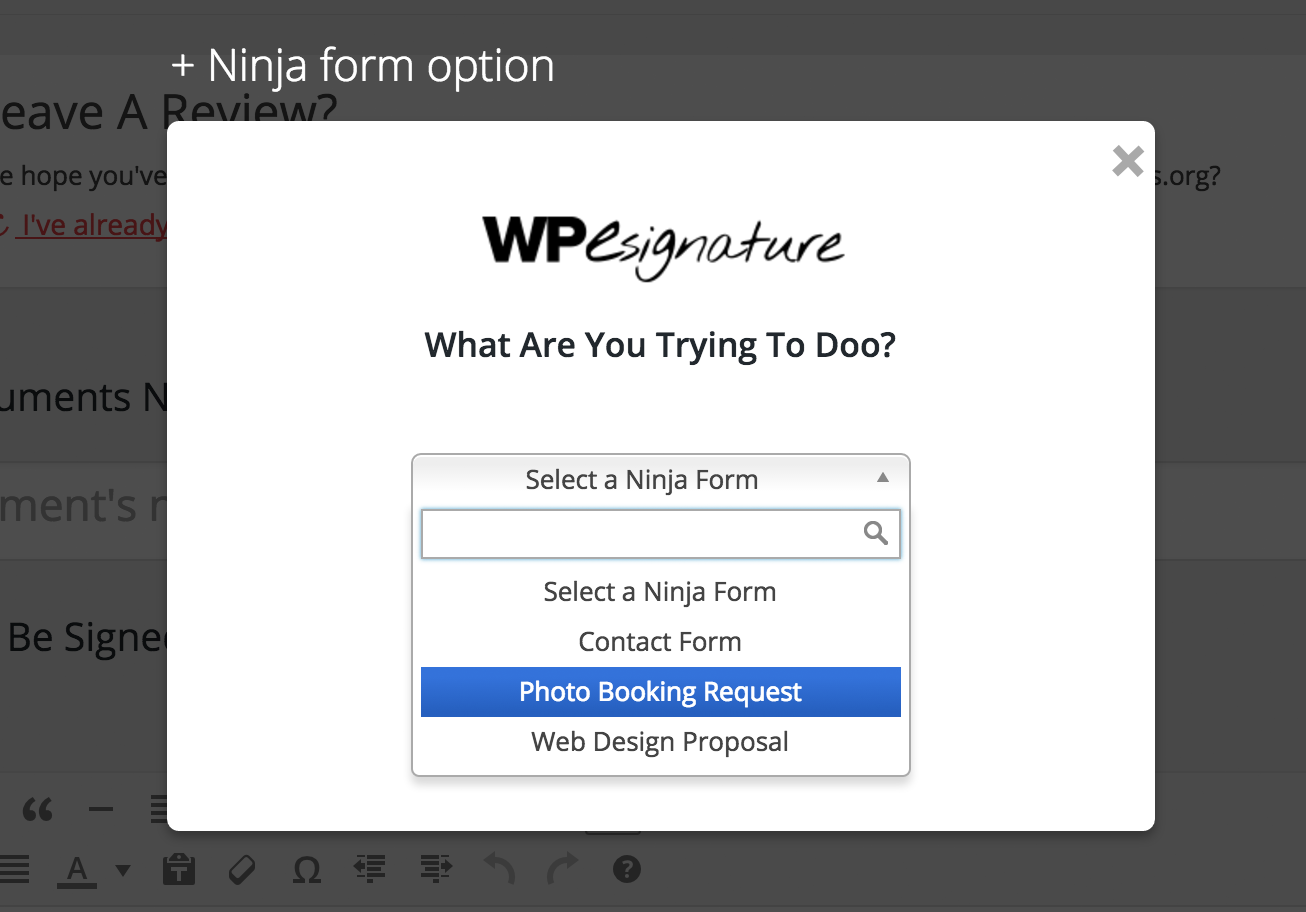 + Ninja form option
eave A Review?
e hope you've
s.org?
I've already
WPesignature
What Are You Trying To Doo?
uments N
Select a Ninja Form
ment's n
Select a Ninja Form
Be Signed
Contact Form
Photo Booking Request
Web Design Proposal